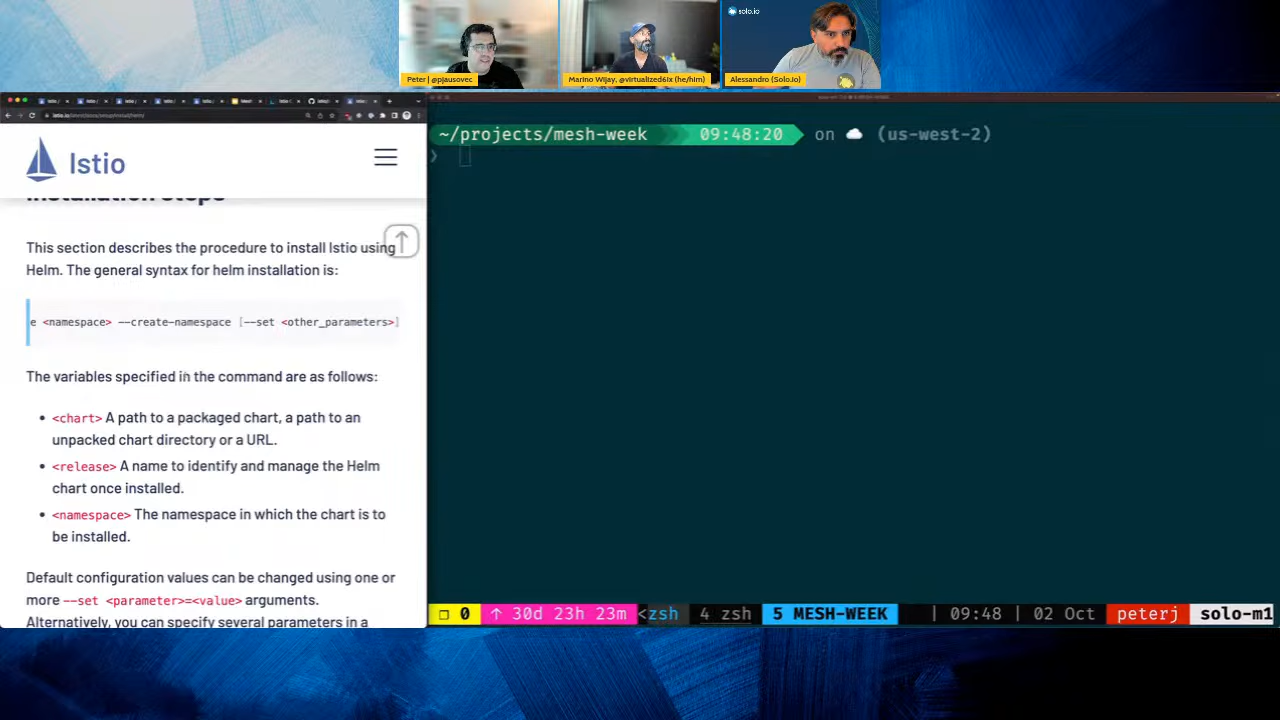 solo.io
Peter | @pjausovec
Marino Wijay, @virtualized6ix (he/him)
Alessandro (Solo.io)
Istio
Installation Steps
This section describes the procedure to install Istio using
Helm. The general syntax for helm installation is:
e <namespace> --create-namespace [--set <other_parameters>]
The variables specified in the command are as follows:
• <chart> A path to a packaged chart, a path to an
unpacked chart directory or a URL.
• <release> A name to identify and manage the Helm
chart once installed.
• <namespace> The namespace in which the chart is to
be installed.
Default configuration values can be changed using one or
more --set <parameter>=<value> arguments.
Alternatively, you can specify several parameters in a
~/projects/mesh-week 09:48:20 on (us-west-2)
❯
0 ↑ 30d 23h 23m <zsh 4 zsh 5 MESH-WEEK | 09:48 | 02 Oct peterj solo-m1